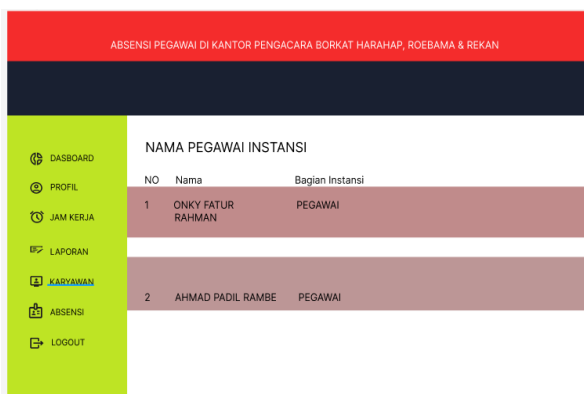 ABSENSI PEGAWAI DI KANTOR PENGACARA BORKAT HARAHAP, ROEBAMA & REKAN
DASBOARD
PROFIL
JAM KERJA
LAPORAN
KARYAWAN
ABSENSI
LOGOUT
NAMA PEGAWAI INSTANSI
NO Nama Bagian Instansi
1 ONKY FATUR PEGAWAI
RAHMAN
2 AHMAD PADIL RAMBE PEGAWAI